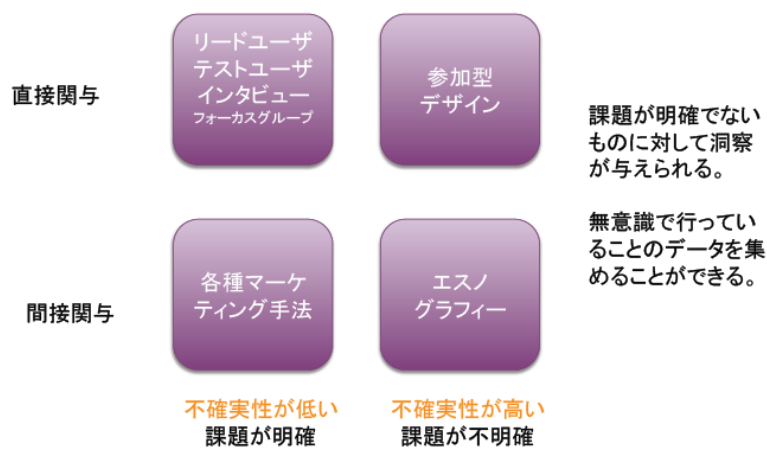 リードユーザ
テストユーザ
インタビュー
フォーカスグループ
参加型
デザイン
直接関与
課題が明確でない
ものに対して洞察
が与えられる。
無意識で行ってい
ることのデータを集
めることができる。
各種マーケ
ティング手法
エスノ
グラフィー
間接関与
不確実性が低い
課題が明確
不確実性が高い
課題が不明確